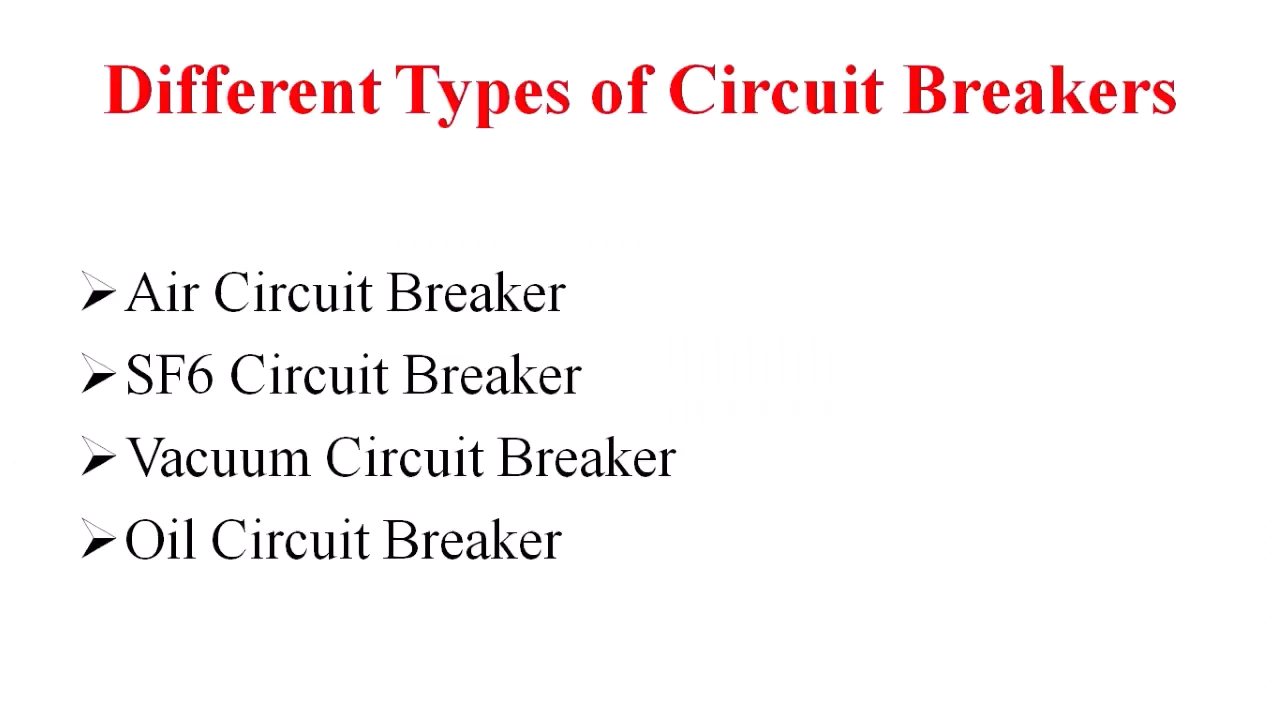 Different Types of Circuit Breakers
➢Air Circuit Breaker
➢SF6 Circuit Breaker
➢Vacuum Circuit Breaker
➢Oil Circuit Breaker